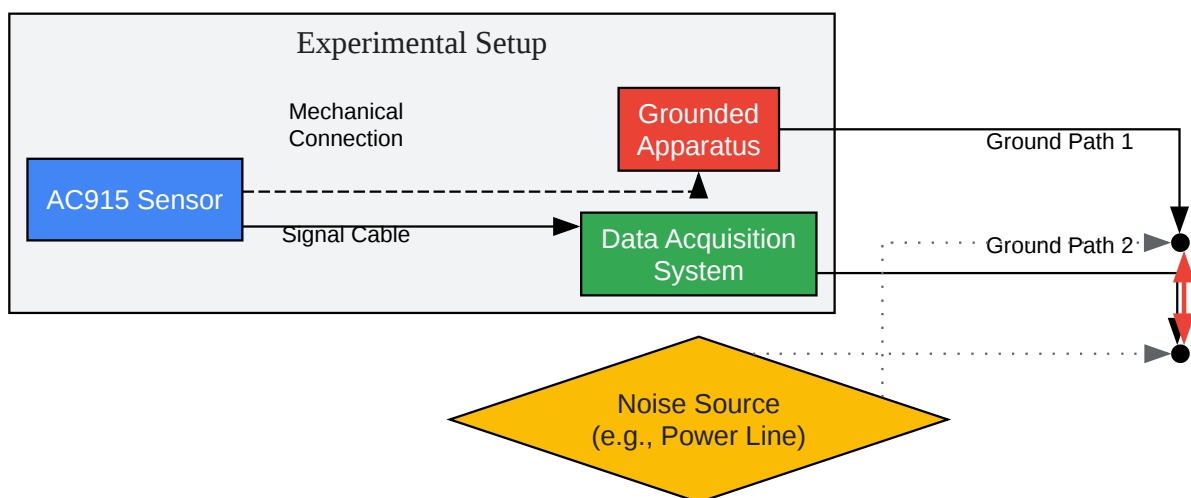 Experimental Setup
Mechanical
Connection
Grounded
Apparatus
Ground Path 1
AC915 Sensor
Signal Cable
Data Acquisition
System
Ground Path 2
Noise Source
(e.g., Power Line)